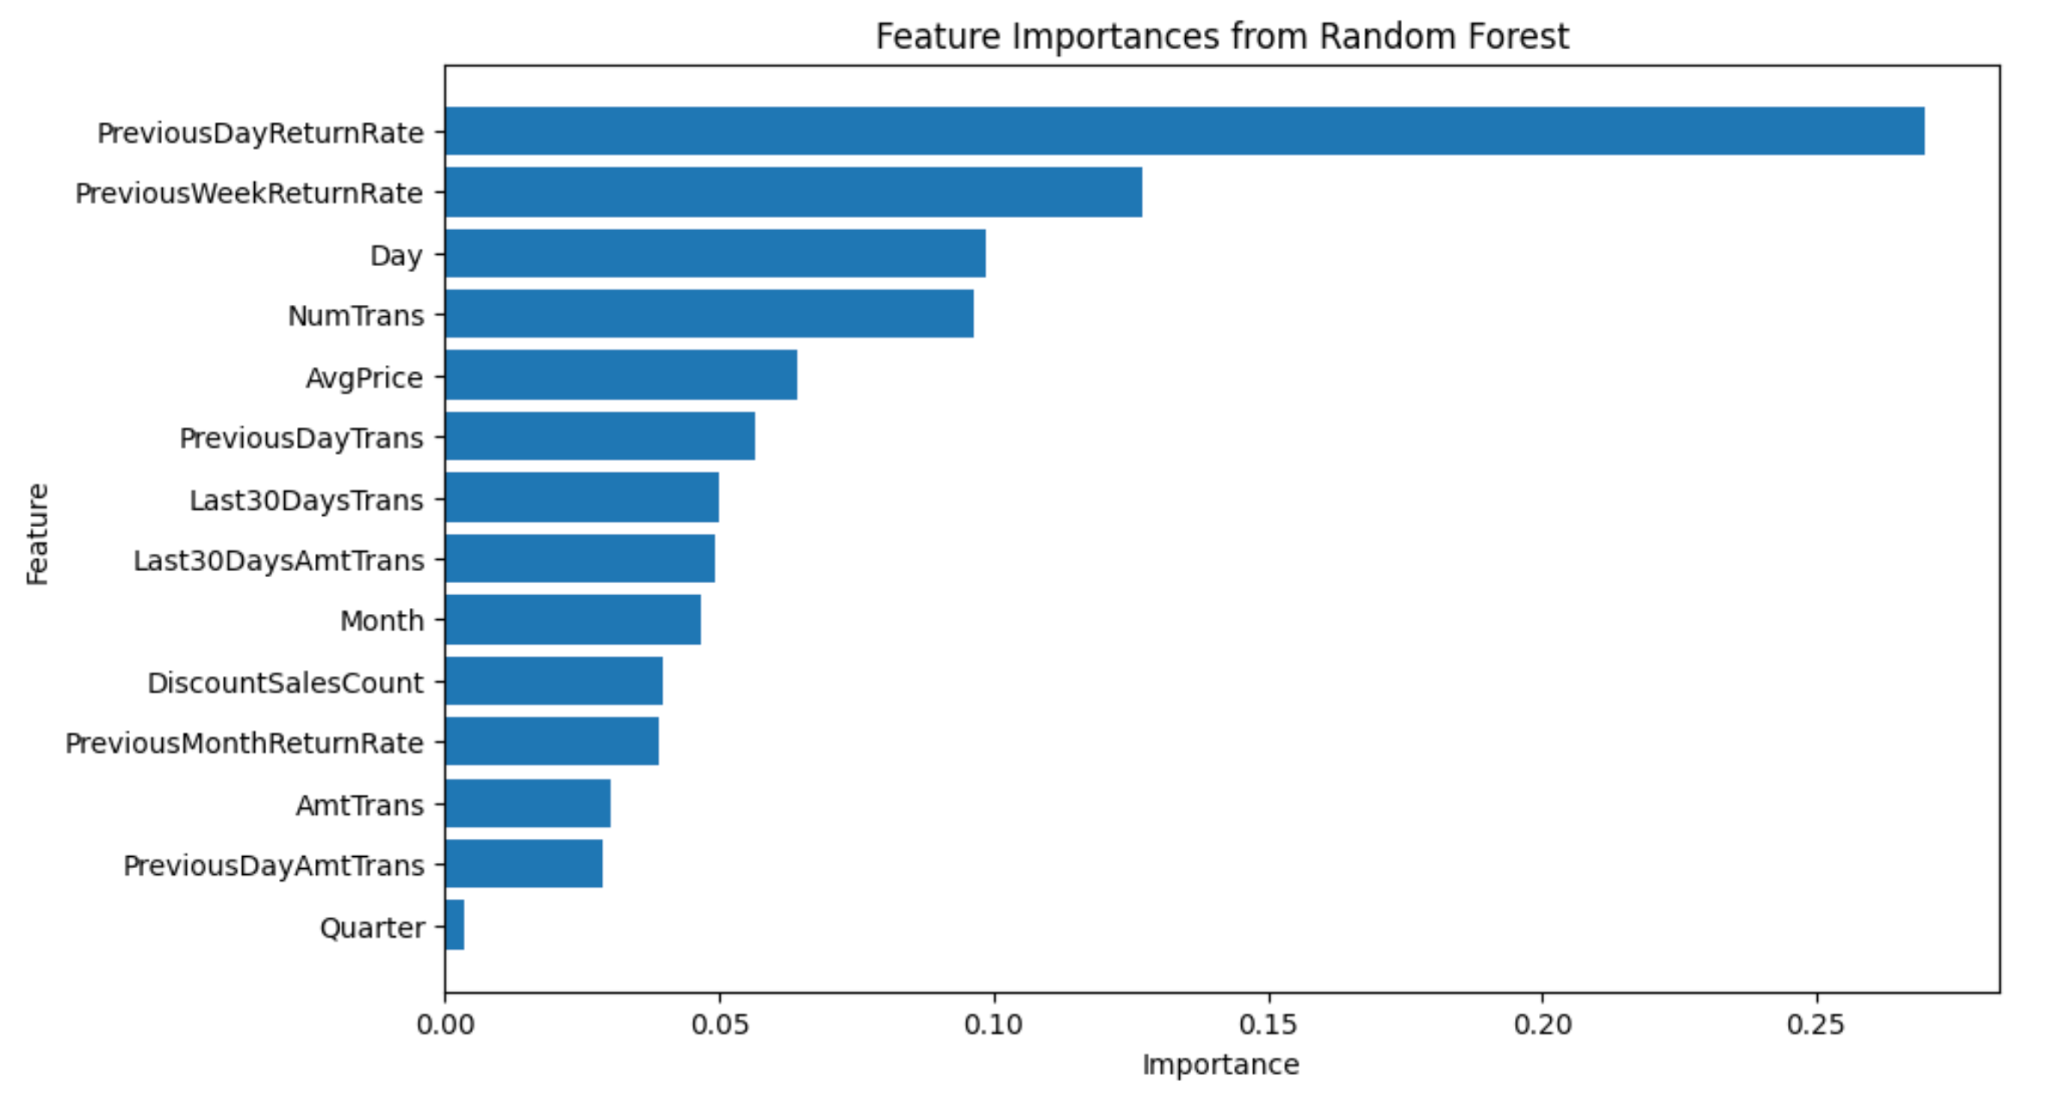 Feature Importances from Random Forest
PreviousDayReturnRate
PreviousWeekReturnRate
Day
NumTrans
AvgPrice
PreviousDayTrans
Last30DaysTrans
Last30DaysAmtTrans
Month
DiscountSalesCount
PreviousMonthReturnRate
AmtTrans
PreviousDayAmtTrans
Quarter
Feature
0.00 0.05 0.10 0.15 0.20 0.25
Importance